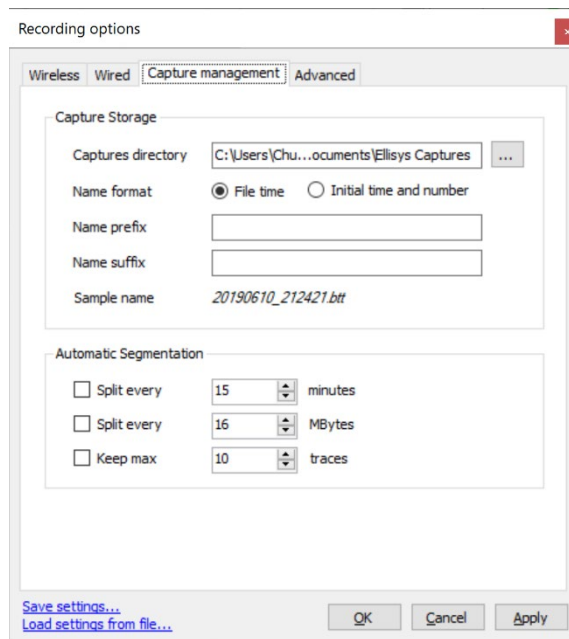 Recording options
Wireless Wired Capture management Advanced
Capture Storage
Captures directory C:\Users\Chu...ocuments\Ellisys Captures ...
Name format File time Initial time and number
Name prefix
Name suffix
Sample name 20190610_212421.btt
Automatic Segmentation
Split every 15 minutes
Split every 16 MBytes
Keep max 10 traces
Save settings...
Load settings from file...
OK Cancel Apply